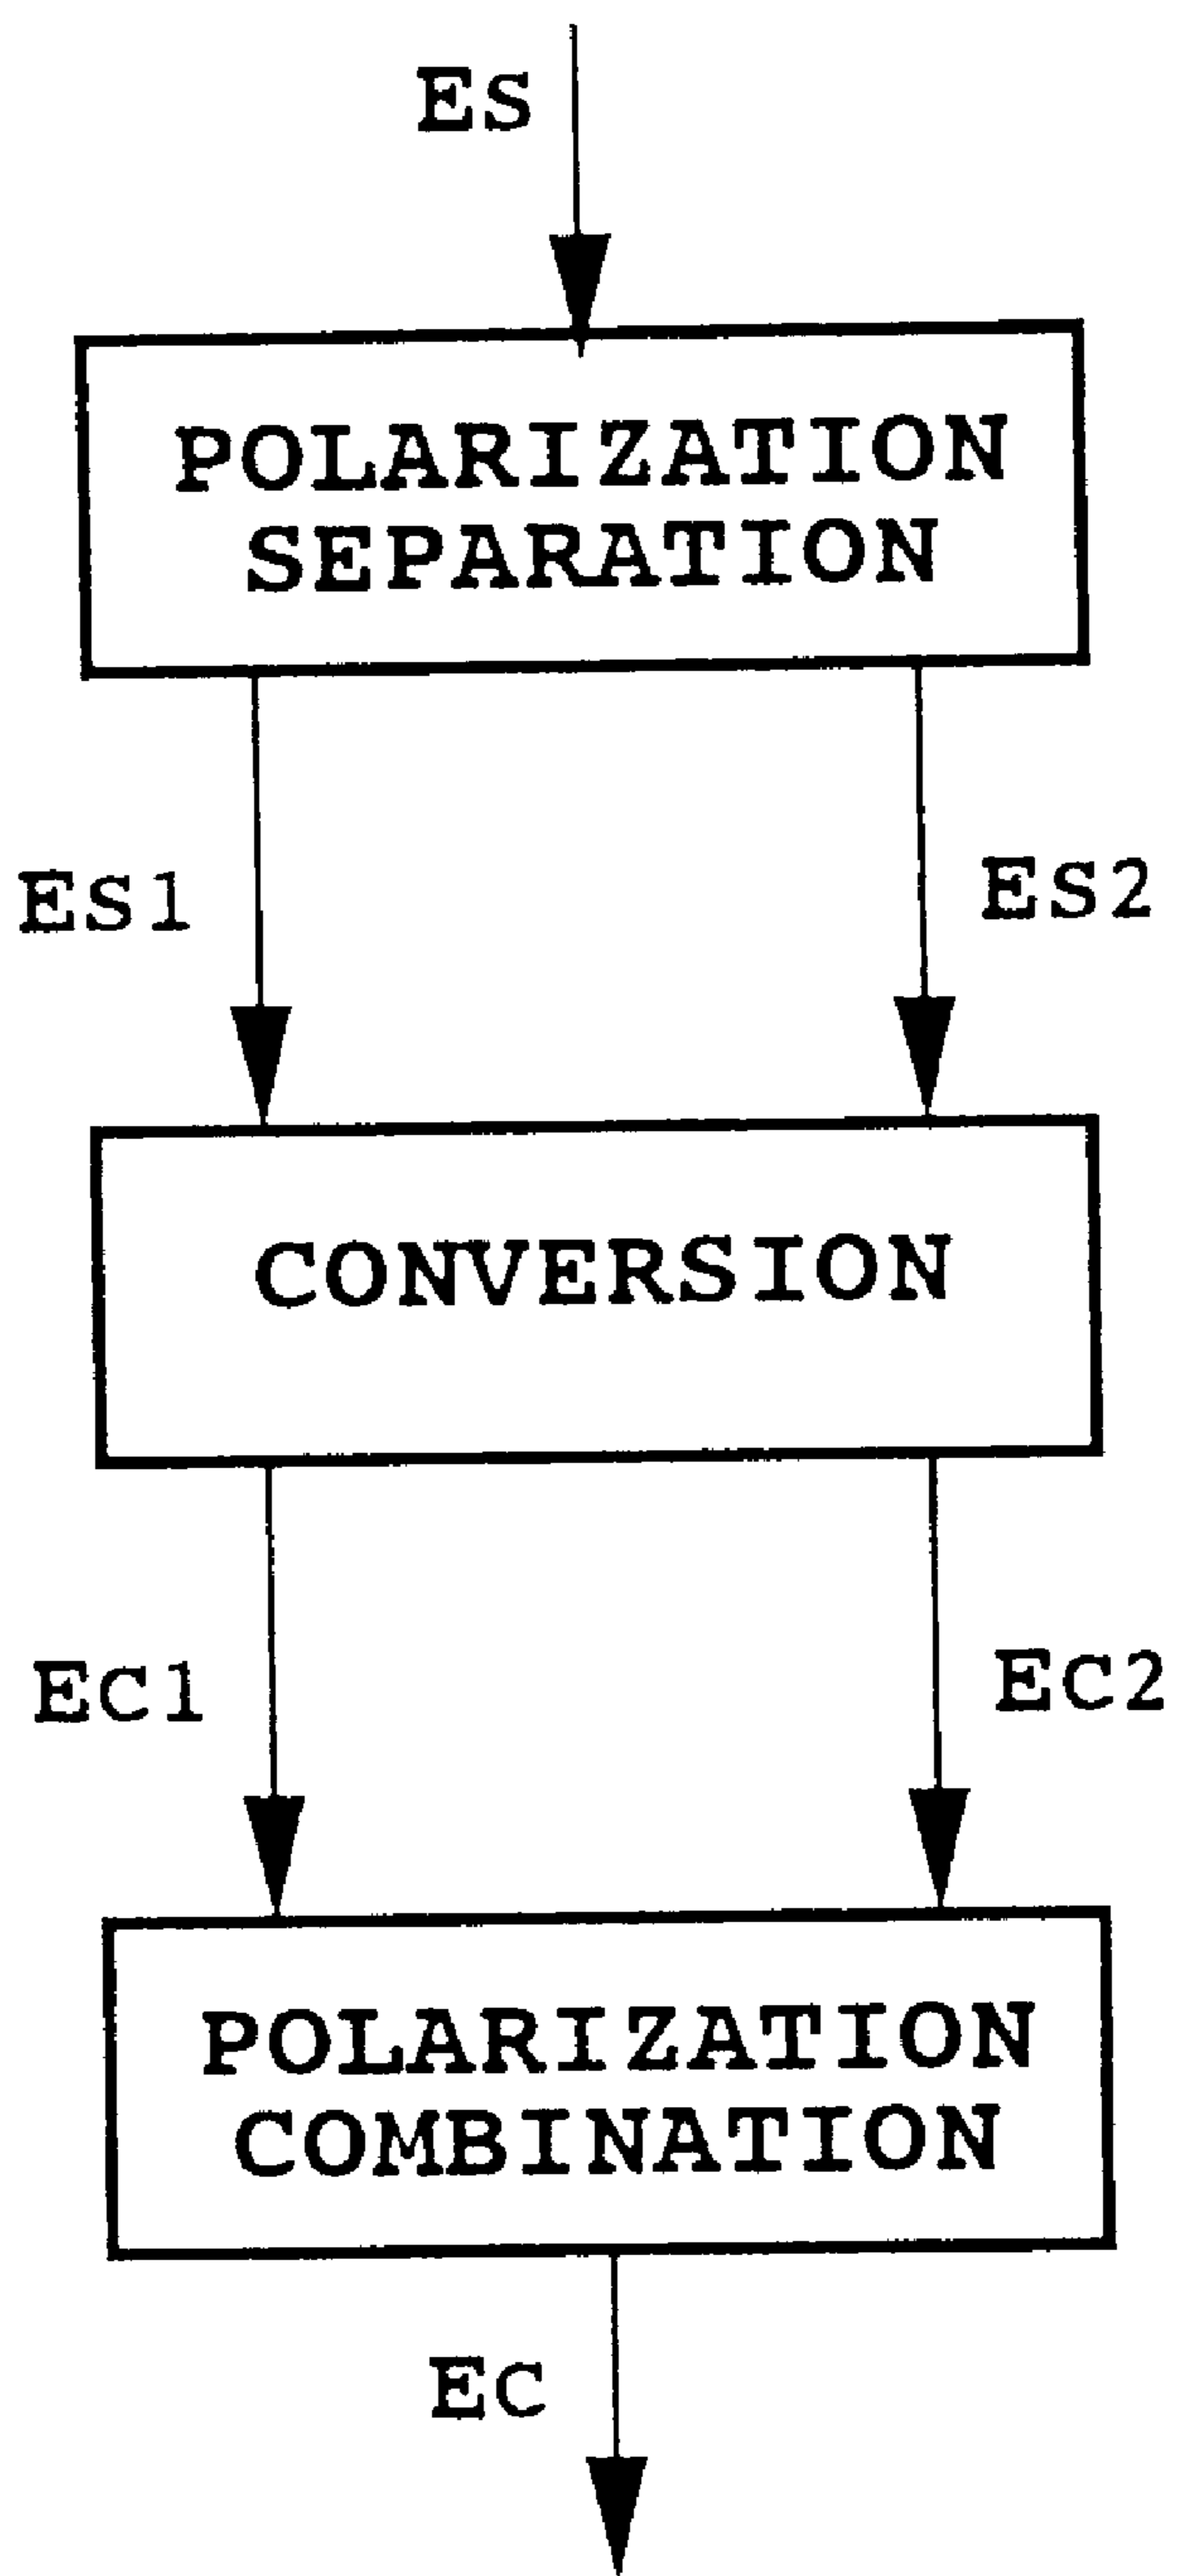 ES
POLARIZATION
SEPARATION
ES1
ES2
CONVERSION
EC1
EC2
POLARIZATION
COMBINATION
EC